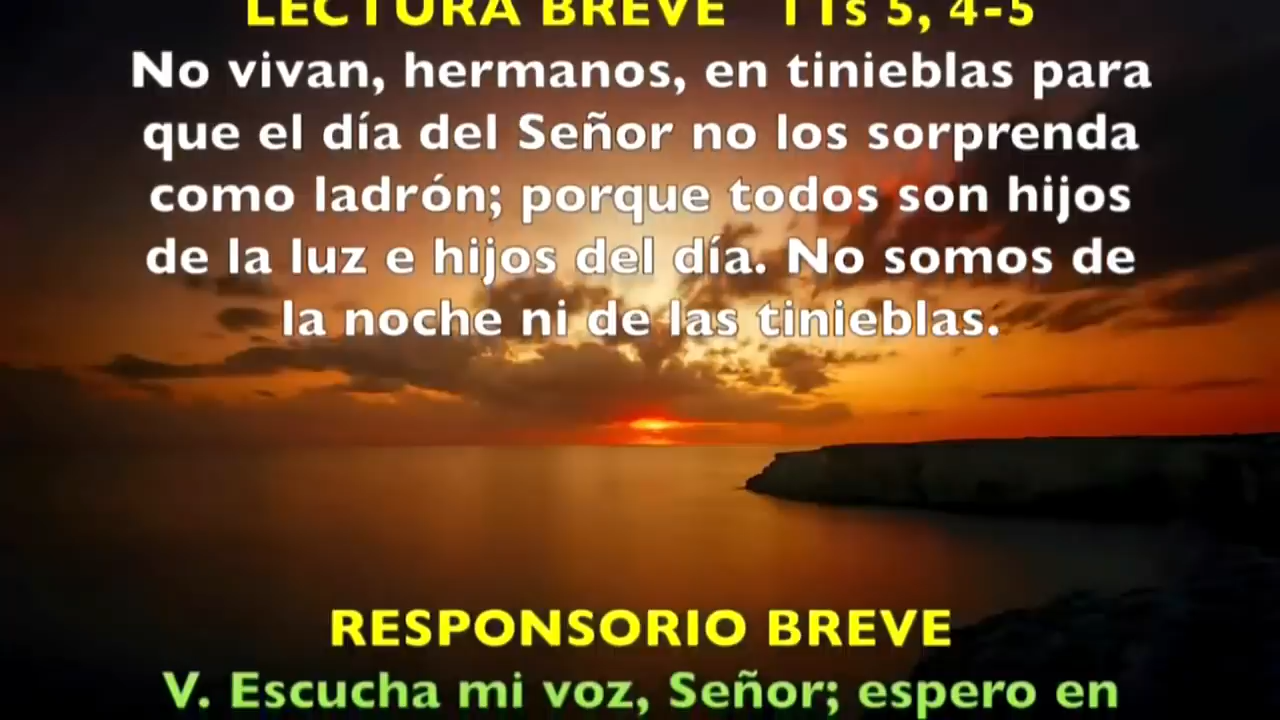 LECTURA BREVE 1Ts 5, 4-5
No vivan, hermanos, en tinieblas para
que el día del Señor no los sorprenda
como ladrón; porque todos son hijos
de la luz e hijos del día. No somos de
la noche ni de las tinieblas.
RESPONSORIO BREVE
V. Escucha mi voz, Señor; espero en